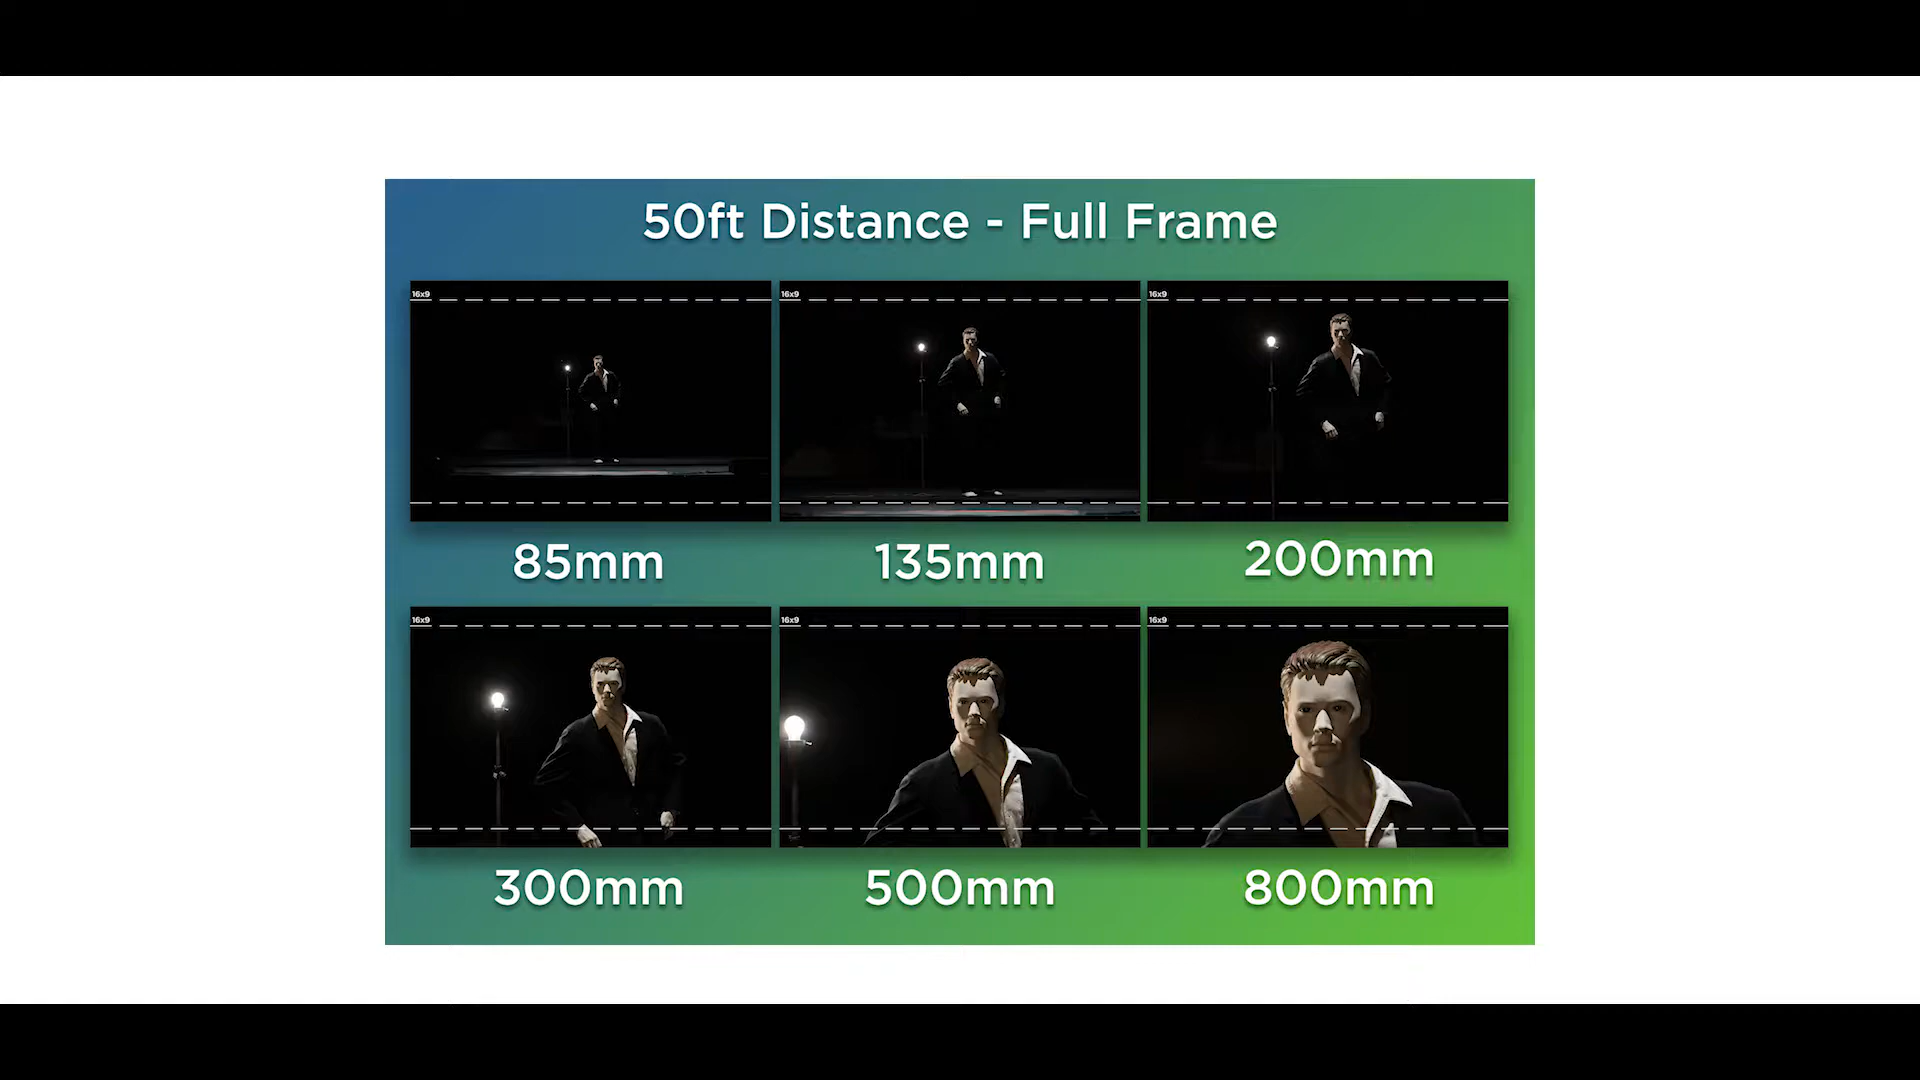 50ft Distance - Full Frame
16x9 16x9 16x9
85mm 135mm 200mm
16x9 16x9 16x9
300mm 500mm 800mm